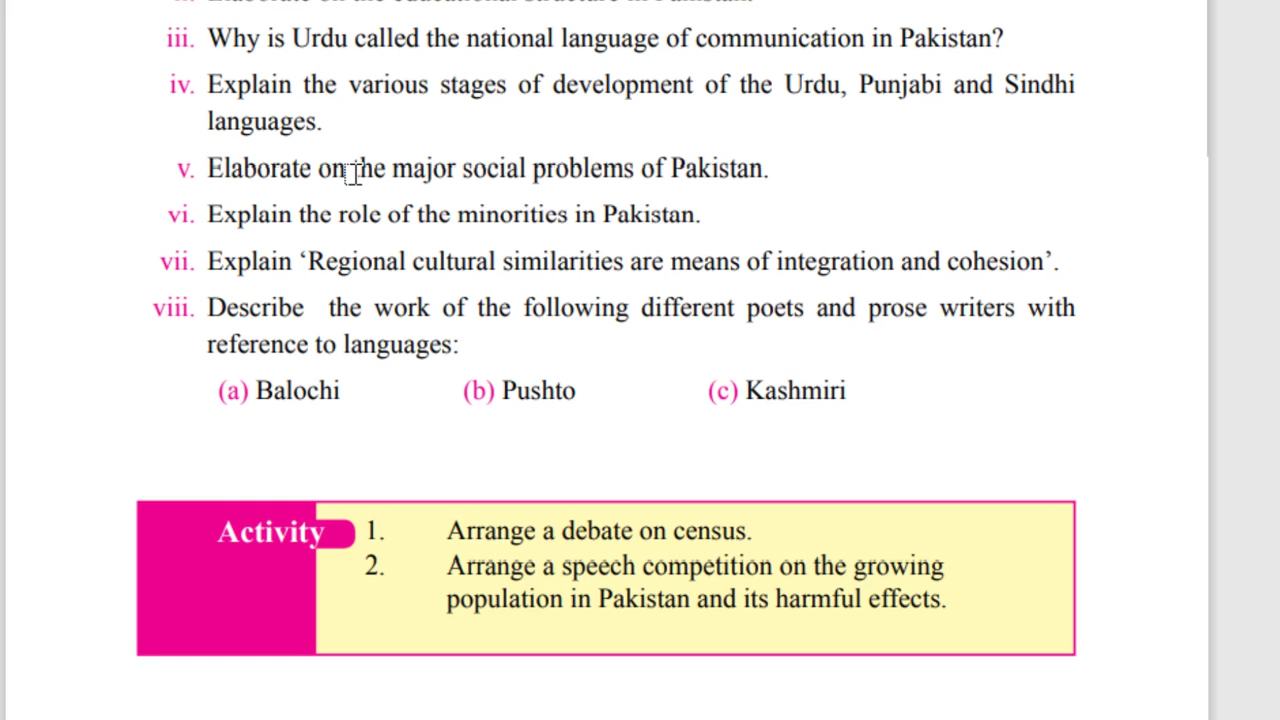 iii. Why is Urdu called the national language of communication in Pakistan?
iv. Explain the various stages of development of the Urdu, Punjabi and Sindhi
languages.
v. Elaborate on the major social problems of Pakistan.
vi. Explain the role of the minorities in Pakistan.
vii. Explain ‘Regional cultural similarities are means of integration and cohesion’.
viii. Describe the work of the following different poets and prose writers with
reference to languages:
(a) Balochi (b) Pushto (c) Kashmiri
Activity 1. Arrange a debate on census.
2. Arrange a speech competition on the growing
population in Pakistan and its harmful effects.